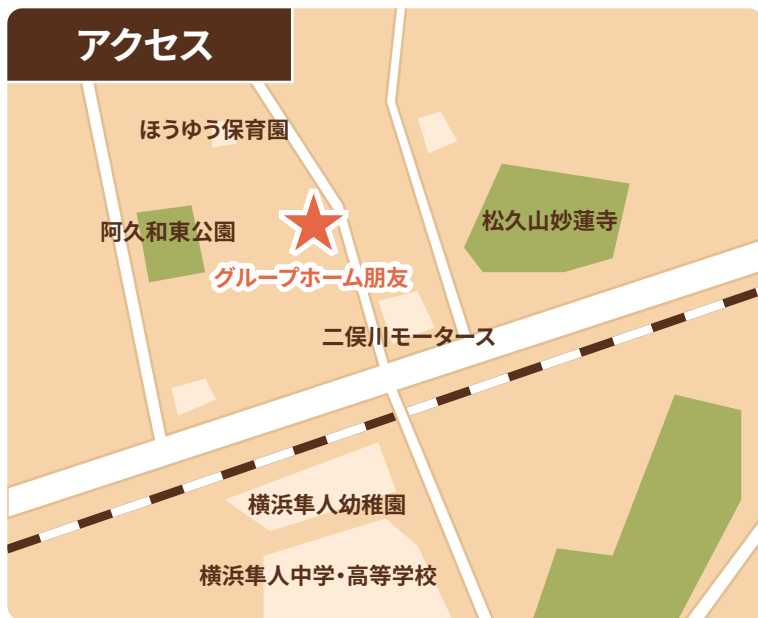 アクセス
ほうゆう保育園
阿久和東公園
松久山妙蓮寺
グループホーム朋友
二俣川モータース
横浜隼人幼稚園
横浜隼人中学・高等学校